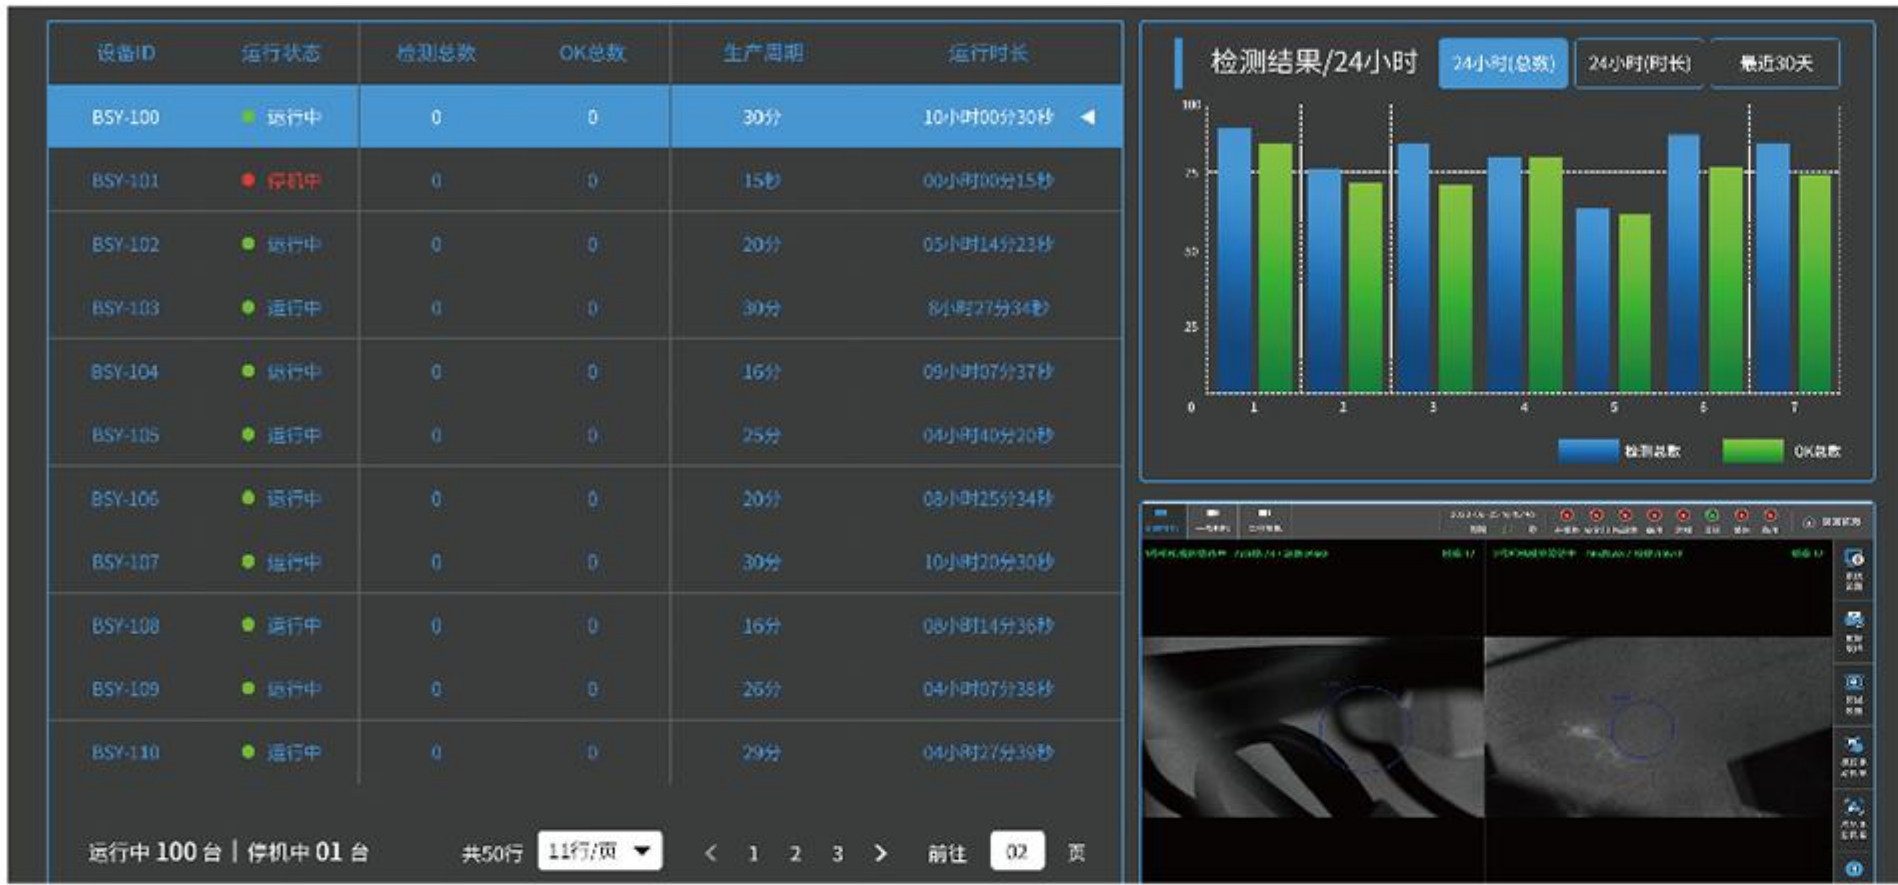 设备ID 运行状态 检测总数 OK总数 生产周期 运行时长
BSY-100 运行中 0 0 30分 10小时00分30秒
BSY-101 停机中 0 0 15秒 00小时00分15秒
BSY-102 运行中 0 0 20分 05小时14分23秒
BSY-103 运行中 0 0 30分 8小时27分34秒
BSY-104 运行中 0 0 16分 09小时07分37秒
BSY-105 运行中 0 0 25分 04小时40分20秒
BSY-106 运行中 0 0 20分 08小时25分34秒
BSY-107 运行中 0 0 30分 10小时20分30秒
BSY-108 运行中 0 0 16分 08小时14分36秒
BSY-109 运行中 0 0 26分 04小时07分38秒
BSY-110 运行中 0 0 29分 04小时27分39秒
运行中 100 台 | 停机中 01 台 共50行 11行/页 < 1 2 3 > 前往 02 页
检测结果/24小时 24小时(总数) 24小时(时长) 最近30天
100
75
50
25
0 1 2 3 4 5 6 7
检测总数 OK总数